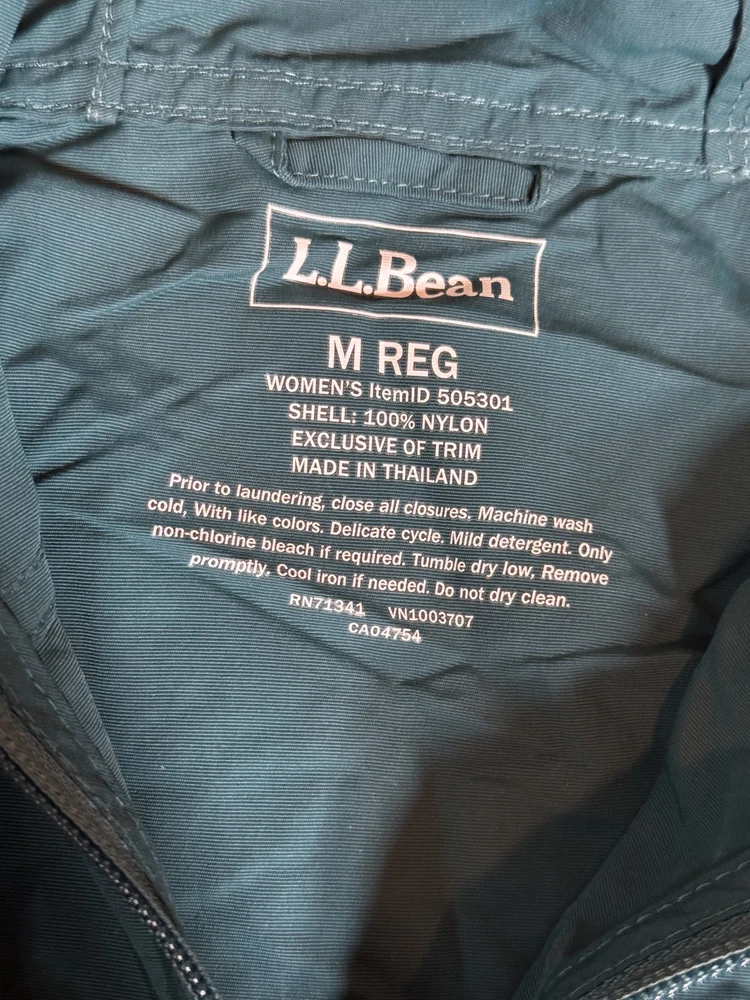 L.L.Bean
M REG
WOMEN'S ItemID 505301
SHELL: 100% NYLON
EXCLUSIVE OF TRIM
MADE IN THAILAND
Prior to laundering, close all closures. Machine wash
cold, With like colors. Delicate cycle. Mild detergent. Only
non-chlorine bleach if required. Tumble dry low, Remove
promptly, Cool iron if needed. Do not dry clean.
RN71341 VN1003707
CA04754